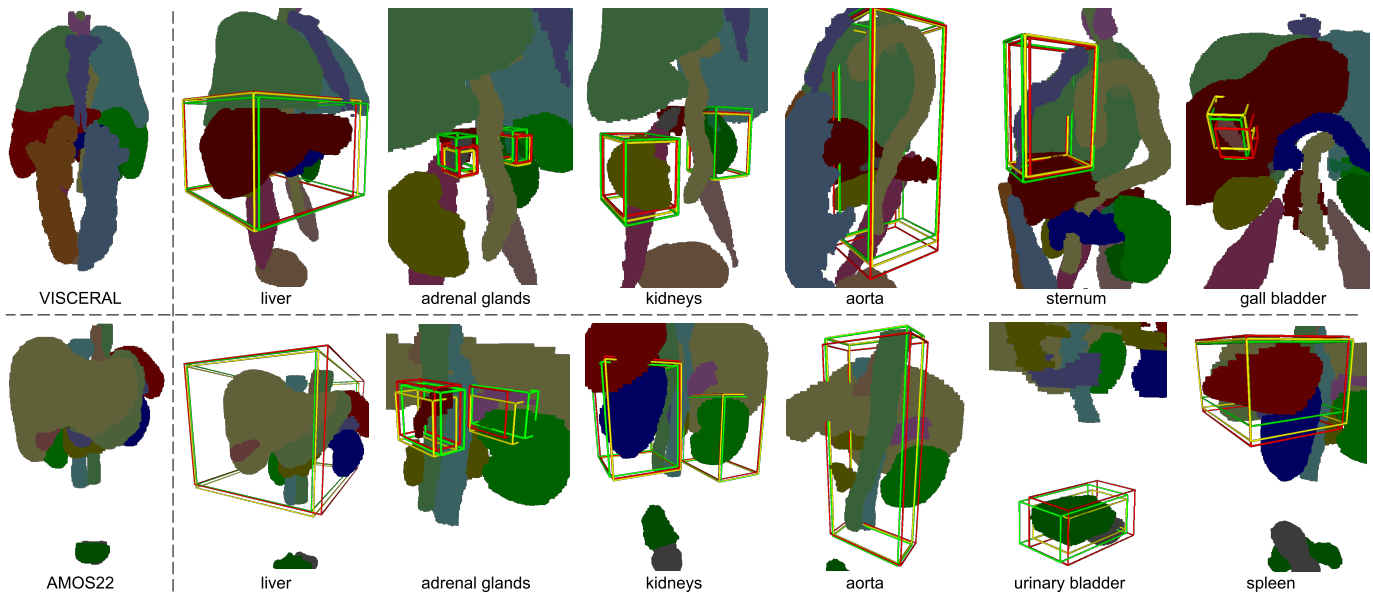 VISCERAL
liver
adrenal glands
kidneys
aorta
sternum
gall bladder
AMOS22
liver
adrenal glands
kidneys
aorta
urinary bladder
spleen